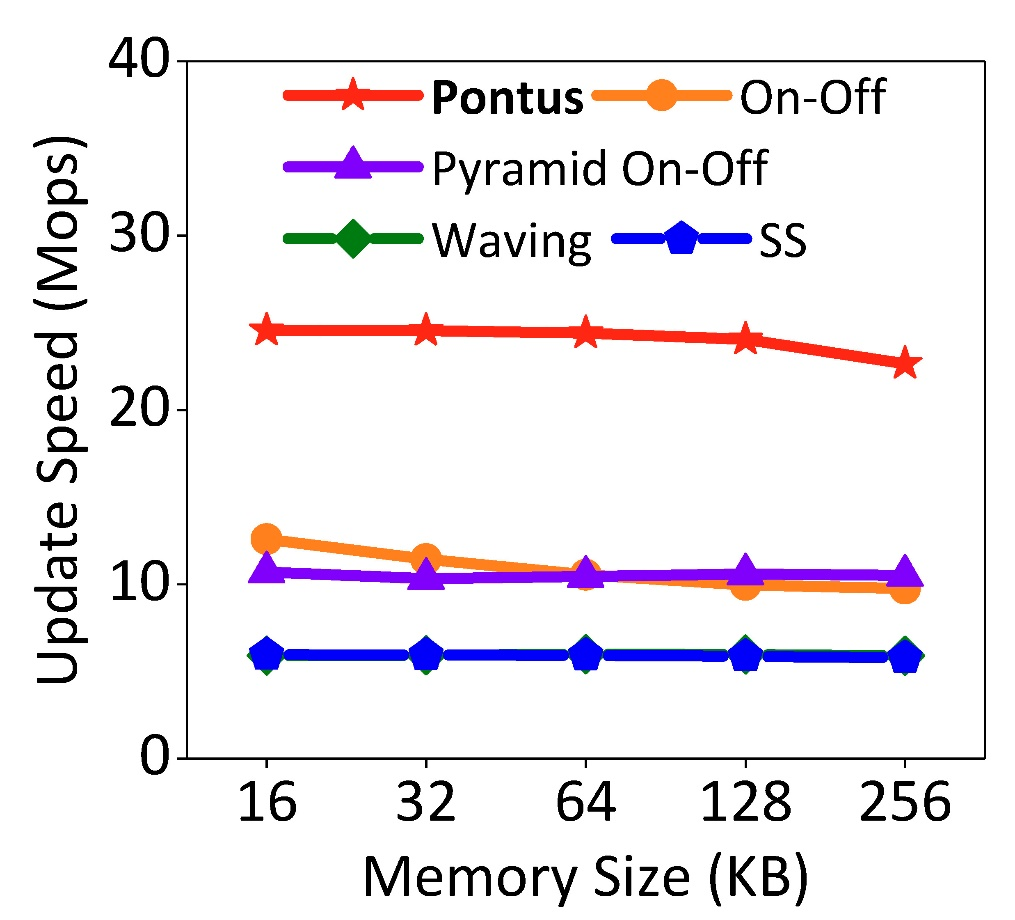 40
Pontus On-Off
Pyramid On-Off
30
Waving SS
20
10
0
Update Speed (Mops)
16 32 64 128 256
Memory Size (KB)